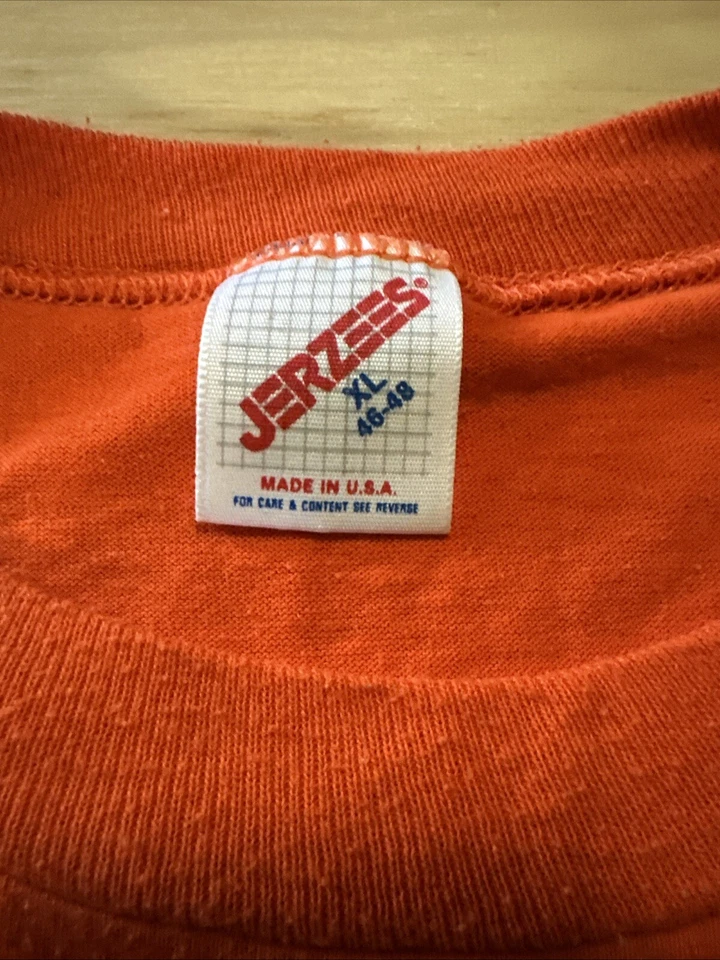 JERZEES®
XL
46-48
MADE IN U.S.A.
FOR CARE & CONTENT SEE REVERSE